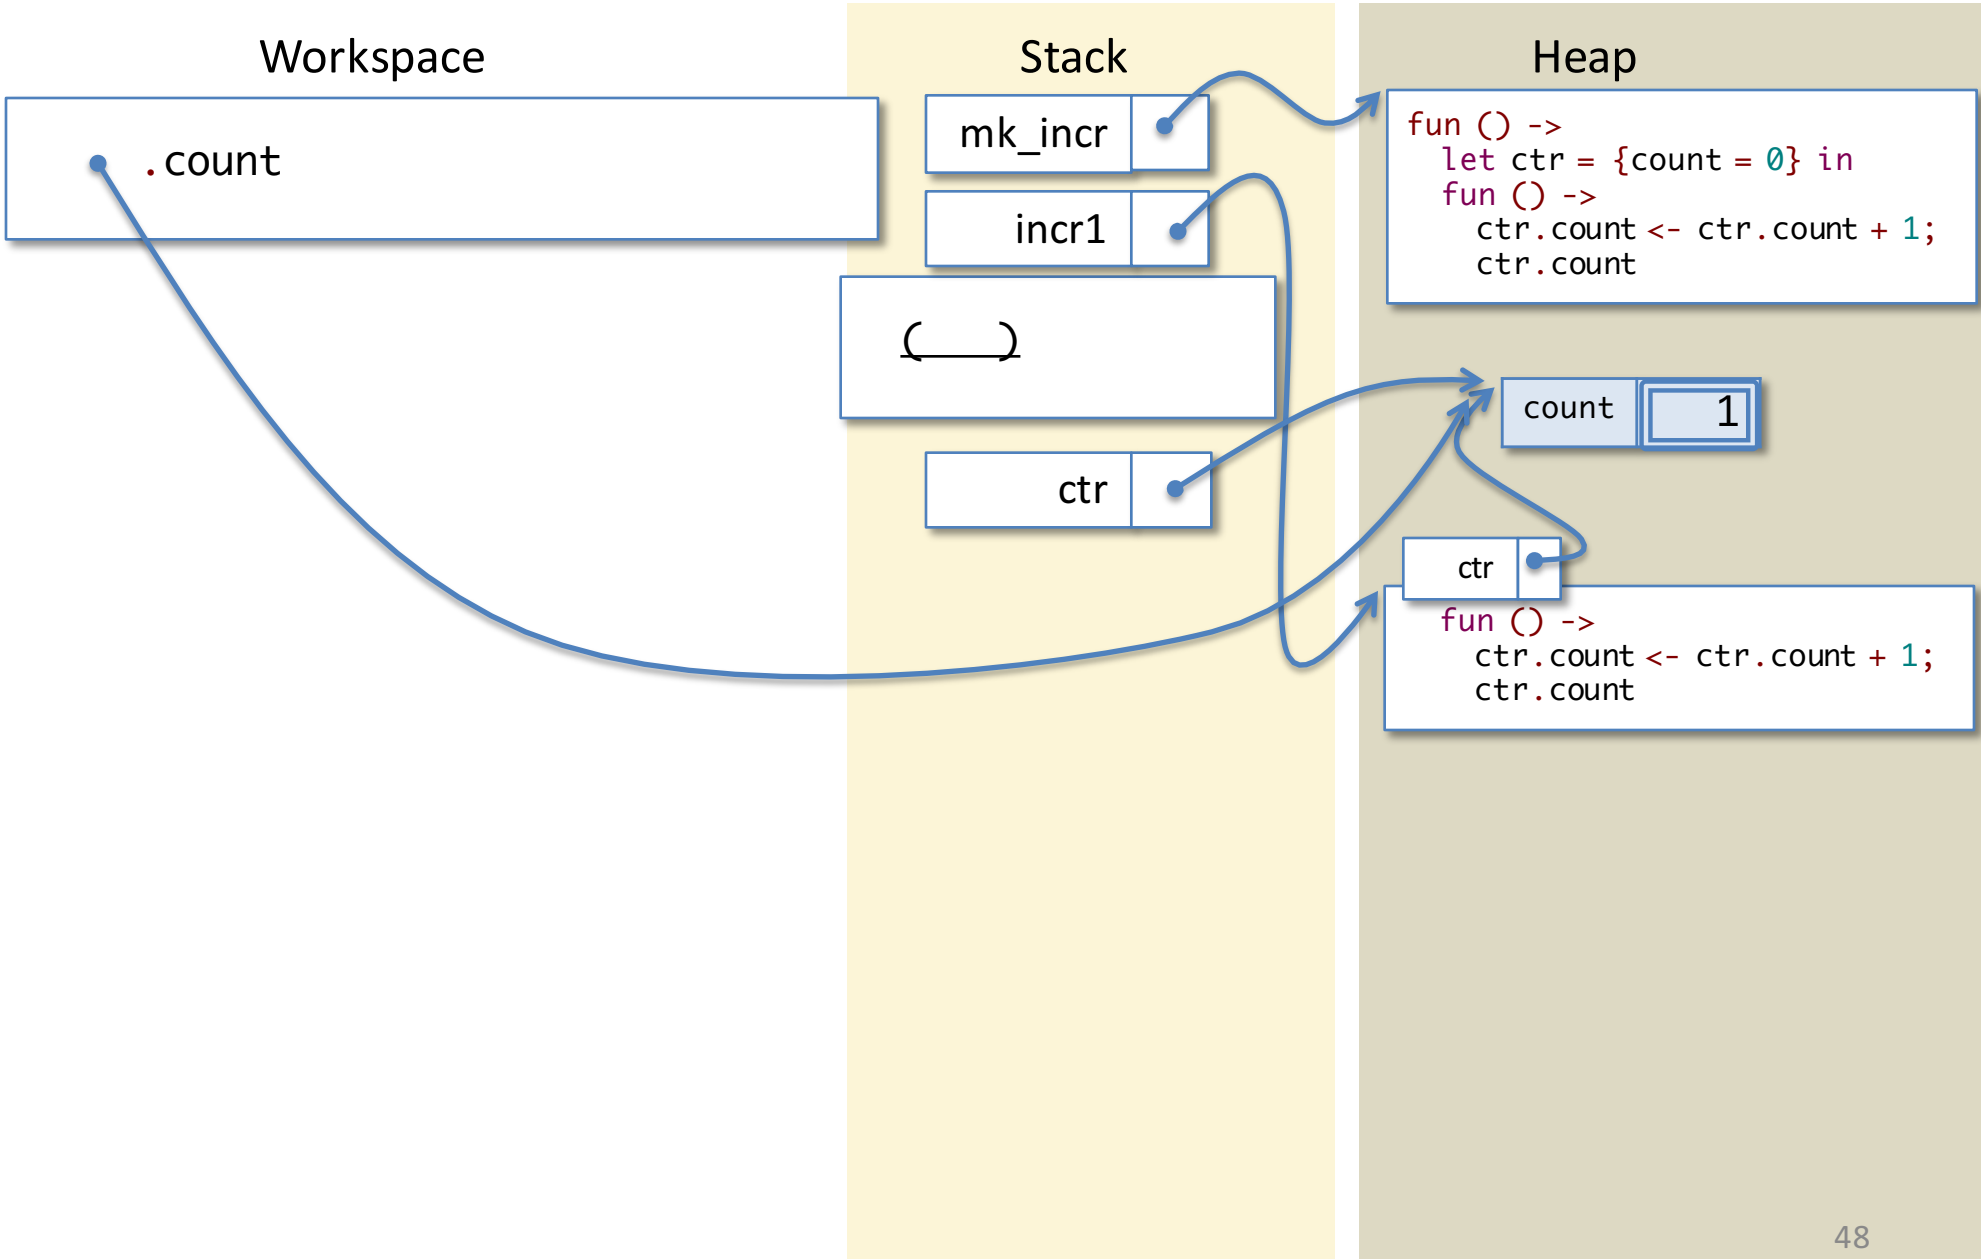 Workspace
Stack
Heap
.count
mk_incr
incr1
(____)
ctr
fun () ->
let ctr = {count = 0} in
fun () ->
ctr.count <- ctr.count + 1;
ctr.count
count 1
ctr
fun () ->
ctr.count <- ctr.count + 1;
ctr.count
48